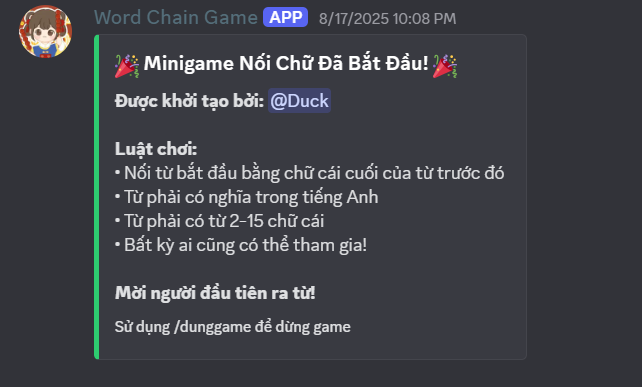 Word Chain Game APP 8/17/2025 10:08 PM
🎉 Minigame Nối Chữ Đã Bắt Đầu! 🎉
Được khởi tạo bởi: @Duck
Luật chơi:
• Nối từ bắt đầu bằng chữ cái cuối của từ trước đó
• Từ phải có nghĩa trong tiếng Anh
• Từ phải có từ 2-15 chữ cái
• Bất kỳ ai cũng có thể tham gia!
Mời người đầu tiên ra từ!
Sử dụng /dunggame để dừng game